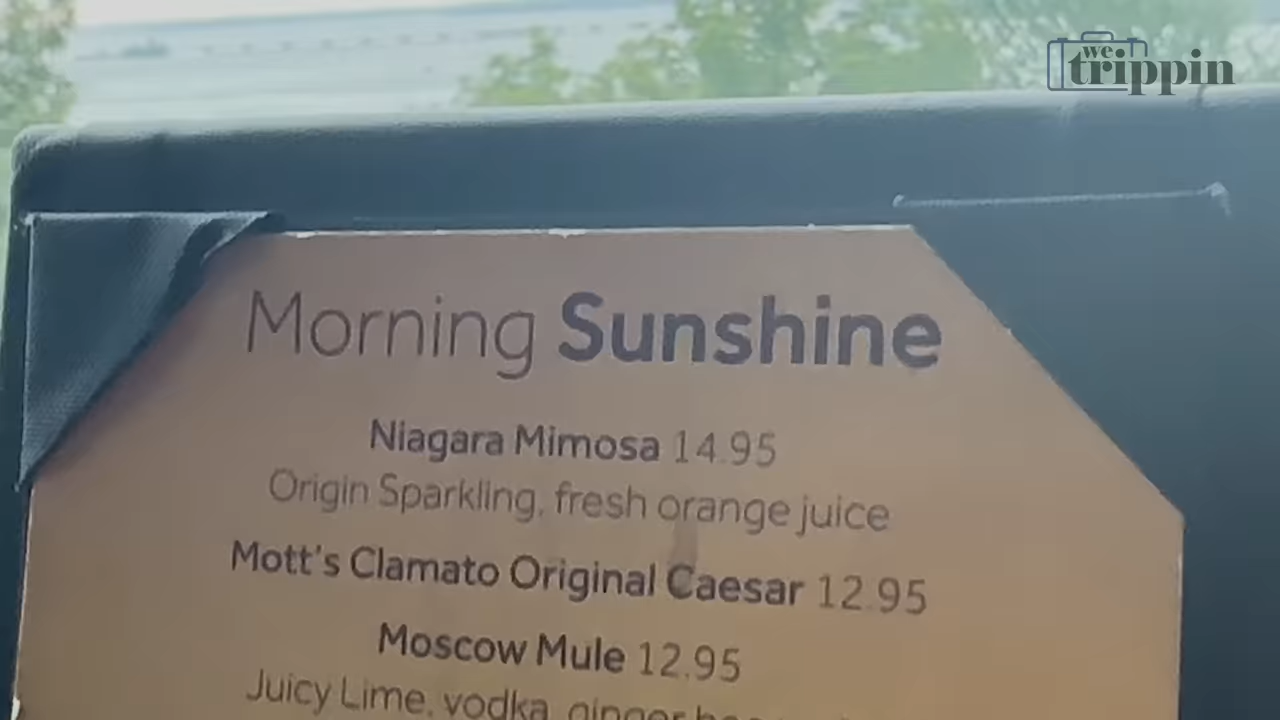 we
trippin
Morning Sunshine
Niagara Mimosa 14.95
Origin Sparkling, fresh orange juice
Mott's Clamato Original Caesar 12.95
Moscow Mule 12.95
Juicy Lime, vodka, ginger